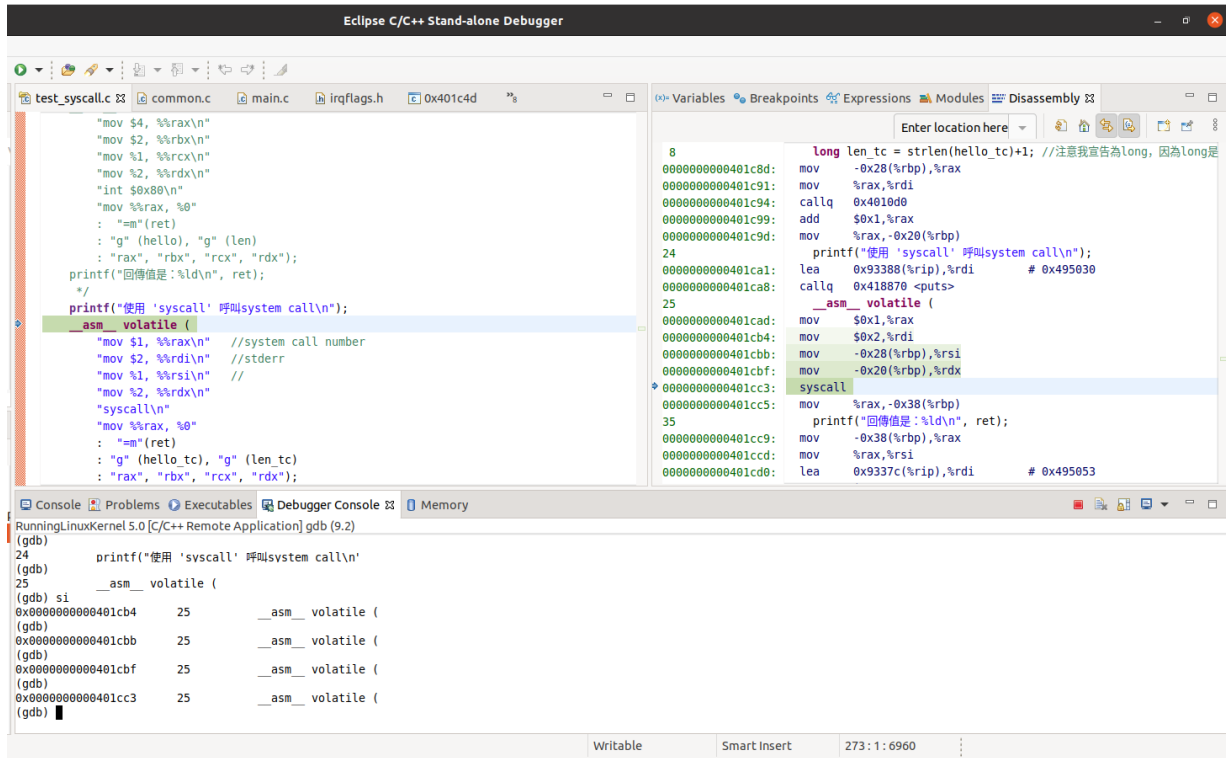 Eclipse C/C++ Stand-alone Debugger
test_syscall.c common.c main.c irqflags.h 0x401c4d »8
"mov $4, %%rax\n"
"mov $2, %%rbx\n"
"mov %1, %%rcx\n"
"mov %2, %%rdx\n"
"int $0x80\n"
"mov %%rax, %0"
: "=m"(ret)
: "g" (hello), "g" (len)
: "rax", "rbx", "rcx", "rdx");
printf("回傳值是：%ld\n", ret);
*/
printf("使用 'syscall' 呼叫system call\n");
__asm__ volatile (
"mov $1, %%rax\n" //system call number
"mov $2, %%rdi\n" //stderr
"mov %1, %%rsi\n" //
"mov %2, %%rdx\n"
"syscall\n"
"mov %%rax, %0"
: "=m"(ret)
: "g" (hello_tc), "g" (len_tc)
: "rax", "rbx", "rcx", "rdx");
(x)= Variables Breakpoints Expressions Modules Disassembly
Enter location here
8 long len_tc = strlen(hello_tc)+1; //注意我宣告為long，因為long是
0000000000401c8d: mov -0x28(%rbp),%rax
0000000000401c91: mov %rax,%rdi
0000000000401c94: callq 0x4010d0
0000000000401c99: add $0x1,%rax
0000000000401c9d: mov %rax,-0x20(%rbp)
24 printf("使用 'syscall' 呼叫system call\n");
0000000000401ca1: lea 0x93388(%rip),%rdi # 0x495030
0000000000401ca8: callq 0x418870 <puts>
25 __asm__ volatile (
0000000000401cad: mov $0x1,%rax
0000000000401cb4: mov $0x2,%rdi
0000000000401cbb: mov -0x28(%rbp),%rsi
0000000000401cbf: mov -0x20(%rbp),%rdx
0000000000401cc3: syscall
0000000000401cc5: mov %rax,-0x38(%rbp)
35 printf("回傳值是：%ld\n", ret);
0000000000401cc9: mov -0x38(%rbp),%rax
0000000000401ccd: mov %rax,%rsi
0000000000401cd0: lea 0x9337c(%rip),%rdi # 0x495053
Console Problems Executables Debugger Console Memory
RunningLinuxKernel 5.0 [C/C++ Remote Application] gdb (9.2)
(gdb)
24 printf("使用 'syscall' 呼叫system call\n'
(gdb)
25 __asm__ volatile (
(gdb) si
0x0000000000401cb4 25 __asm__ volatile (
(gdb)
0x0000000000401cbb 25 __asm__ volatile (
(gdb)
0x0000000000401cbf 25 __asm__ volatile (
(gdb)
0x0000000000401cc3 25 __asm__ volatile (
(gdb)
Writable Smart Insert 273 : 1 : 6960